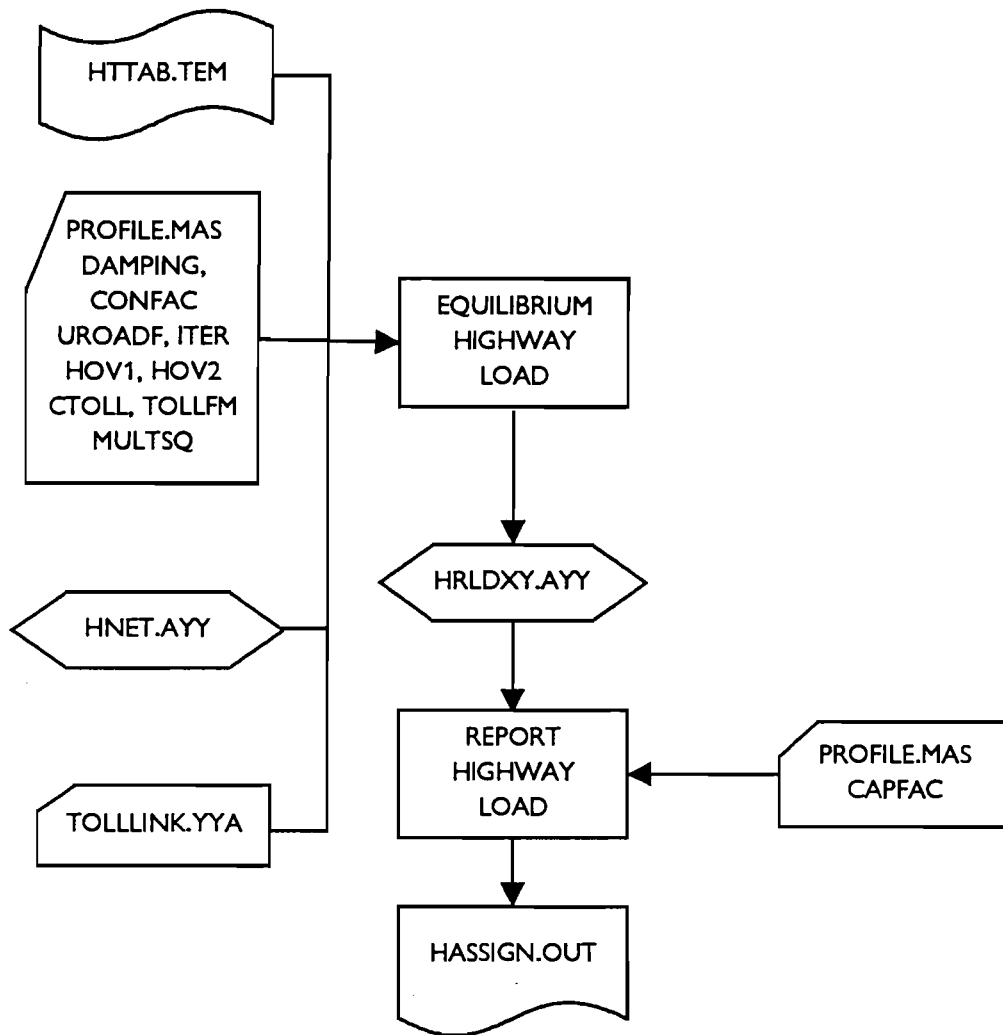 HTTAB.TEM
PROFILE.MAS
DAMPING,
CONFAC
UROADF, ITER
HOV1, HOV2
CTOLL, TOLLFM
MULTSQ
EQUILIBRIUM
HIGHWAY
LOAD
HRLDXY.AYY
HNET.AYY
REPORT
HIGHWAY
LOAD
PROFILE.MAS
CAPFAC
TOLLLINK.YYA
HASSIGN.OUT